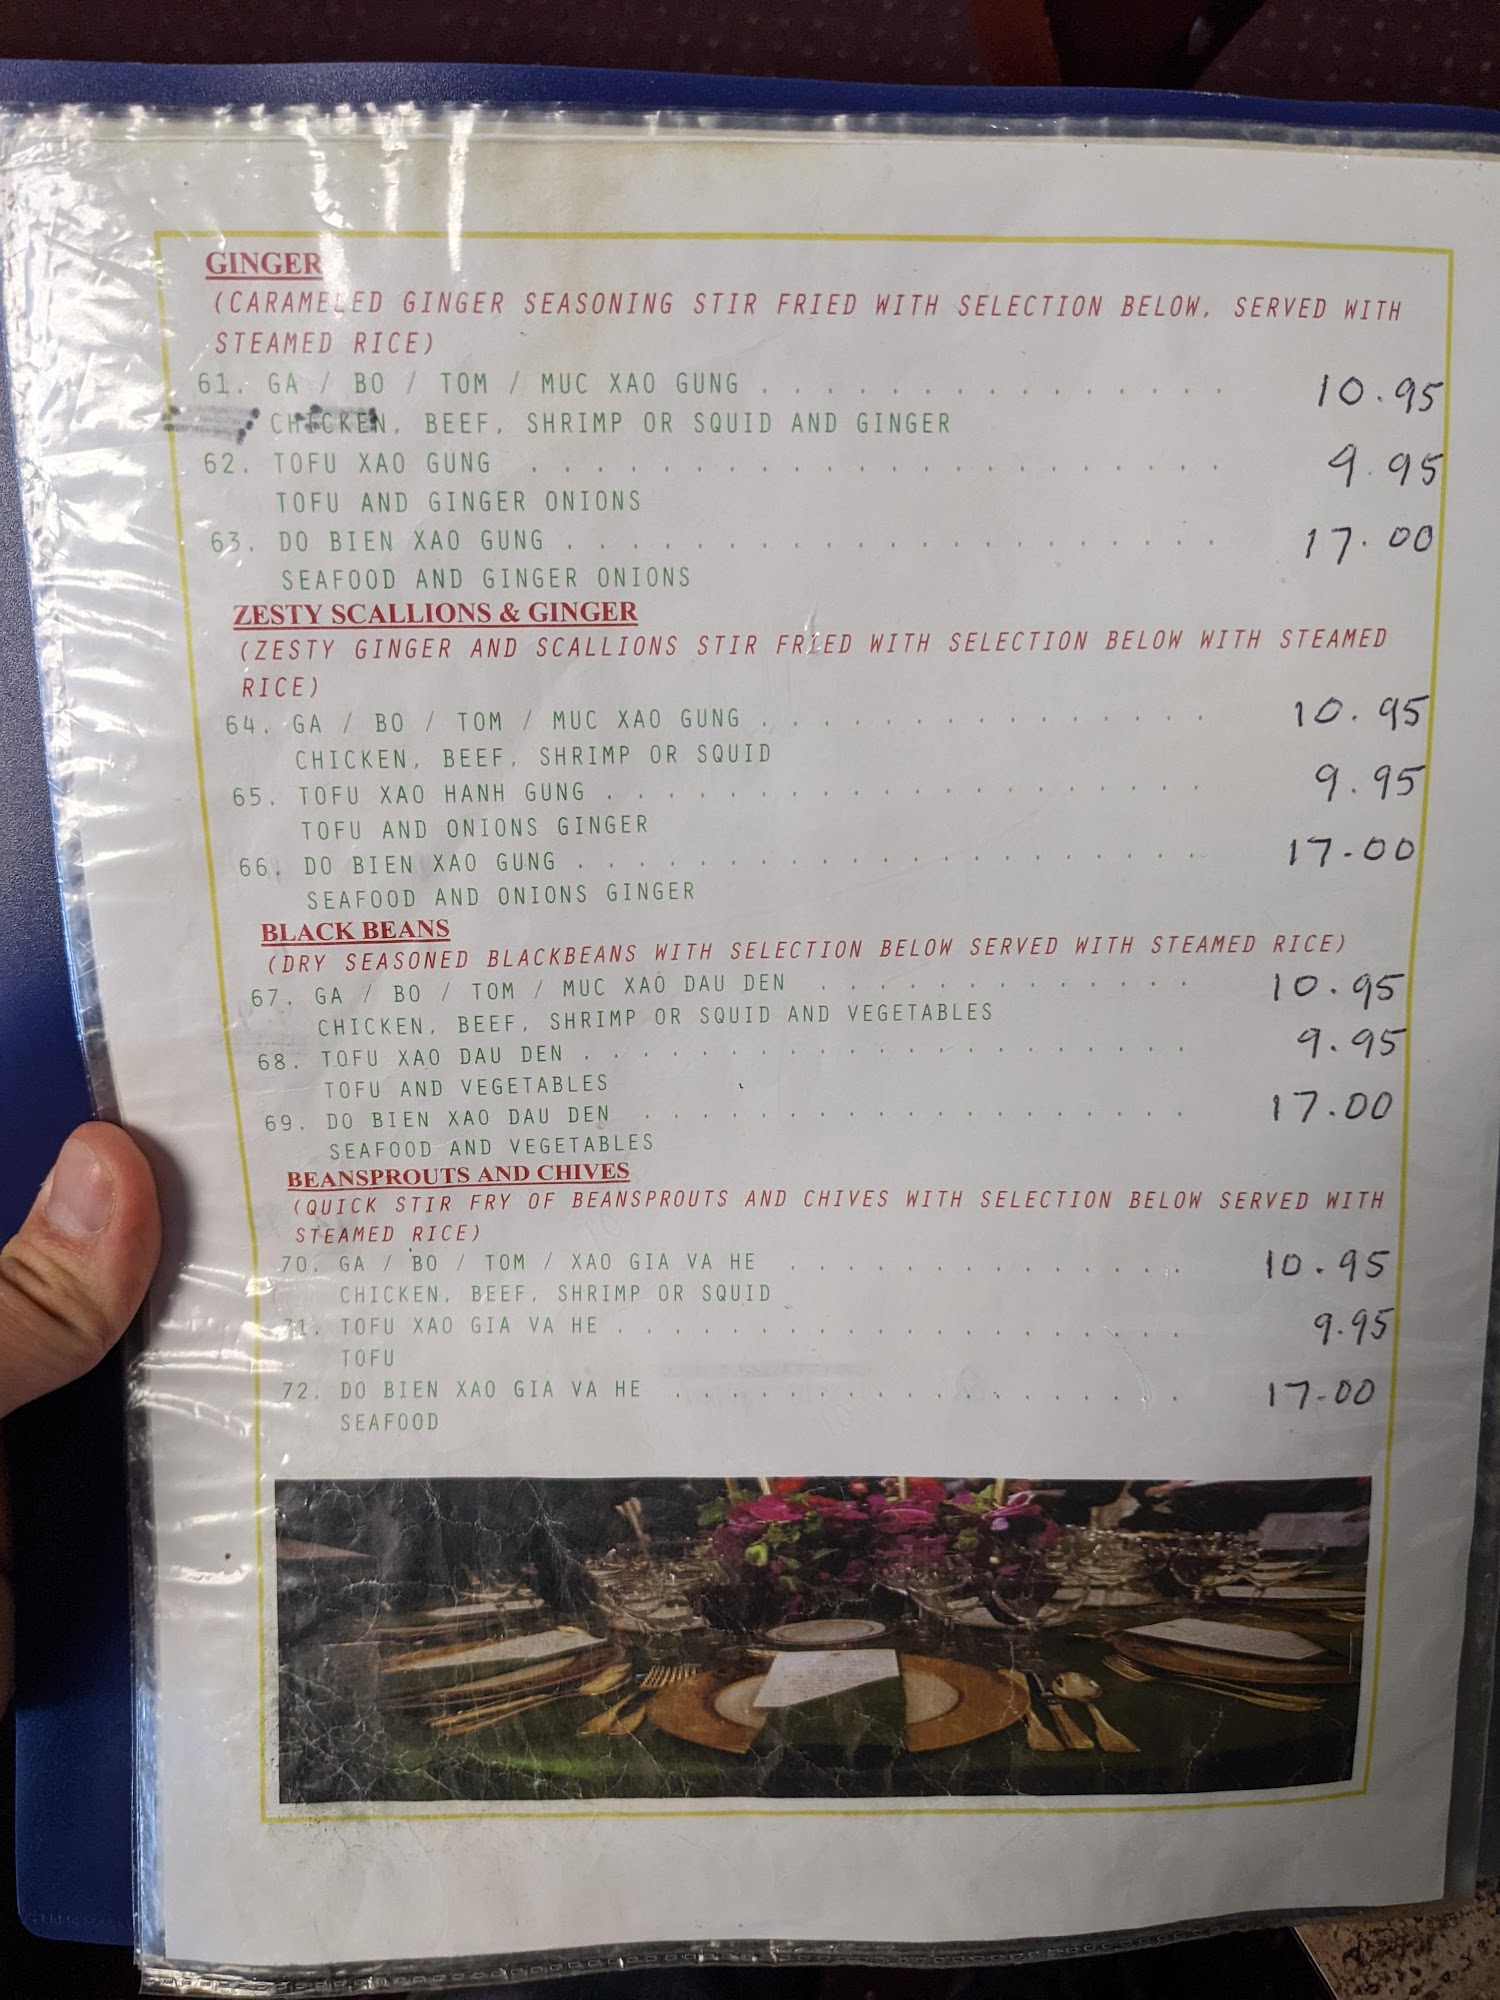 GINGER
(CARAMELED GINGER SEASONING STIR FRIED WITH SELECTION BELOW, SERVED WITH
STEAMED RICE)
61. GA / BO / TOM / MUC XAO GUNG . . . . . . . . . . . . . . . 10.95
CHICKEN, BEEF, SHRIMP OR SQUID AND GINGER
62. TOFU XAO GUNG . . . . . . . . . . . . . . . . . . . . . 9.95
TOFU AND GINGER ONIONS
63. DO BIEN XAO GUNG . . . . . . . . . . . . . . . . . . . . . 17.00
SEAFOOD AND GINGER ONIONS
ZESTY SCALLIONS & GINGER
(ZESTY GINGER AND SCALLIONS STIR FRIED WITH SELECTION BELOW WITH STEAMED
RICE)
64. GA / BO / TOM / MUC XAO GUNG . . . . . . . . . . . . . . . 10.95
CHICKEN, BEEF, SHRIMP OR SQUID
65. TOFU XAO HANH GUNG . . . . . . . . . . . . . . . . . . . . 9.95
TOFU AND ONIONS GINGER
66. DO BIEN XAO GUNG . . . . . . . . . . . . . . . . . . . . . 17.00
SEAFOOD AND ONIONS GINGER
BLACK BEANS
(DRY SEASONED BLACKBEANS WITH SELECTION BELOW SERVED WITH STEAMED RICE)
67. GA / BO / TOM / MUC XAO DAU DEN . . . . . . . . . . . . . 10.95
CHICKEN, BEEF, SHRIMP OR SQUID AND VEGETABLES
68. TOFU XAO DAU DEN . . . . . . . . . . . . . . . . . . . . . 9.95
TOFU AND VEGETABLES
69. DO BIEN XAO DAU DEN . . . . . . . . . . . . . . . . . . . 17.00
SEAFOOD AND VEGETABLES
BEANSPROUTS AND CHIVES
(QUICK STIR FRY OF BEANSPROUTS AND CHIVES WITH SELECTION BELOW SERVED WITH
STEAMED RICE)
70. GA / BO / TOM / XAO GIA VA HE . . . . . . . . . . . . . . 10.95
CHICKEN, BEEF, SHRIMP OR SQUID
71. TOFU XAO GIA VA HE . . . . . . . . . . . . . . . . . . . . 9.95
TOFU
72. DO BIEN XAO GIA VA HE . . . . . . . . . . . . . . . . . . 17-00
SEAFOOD